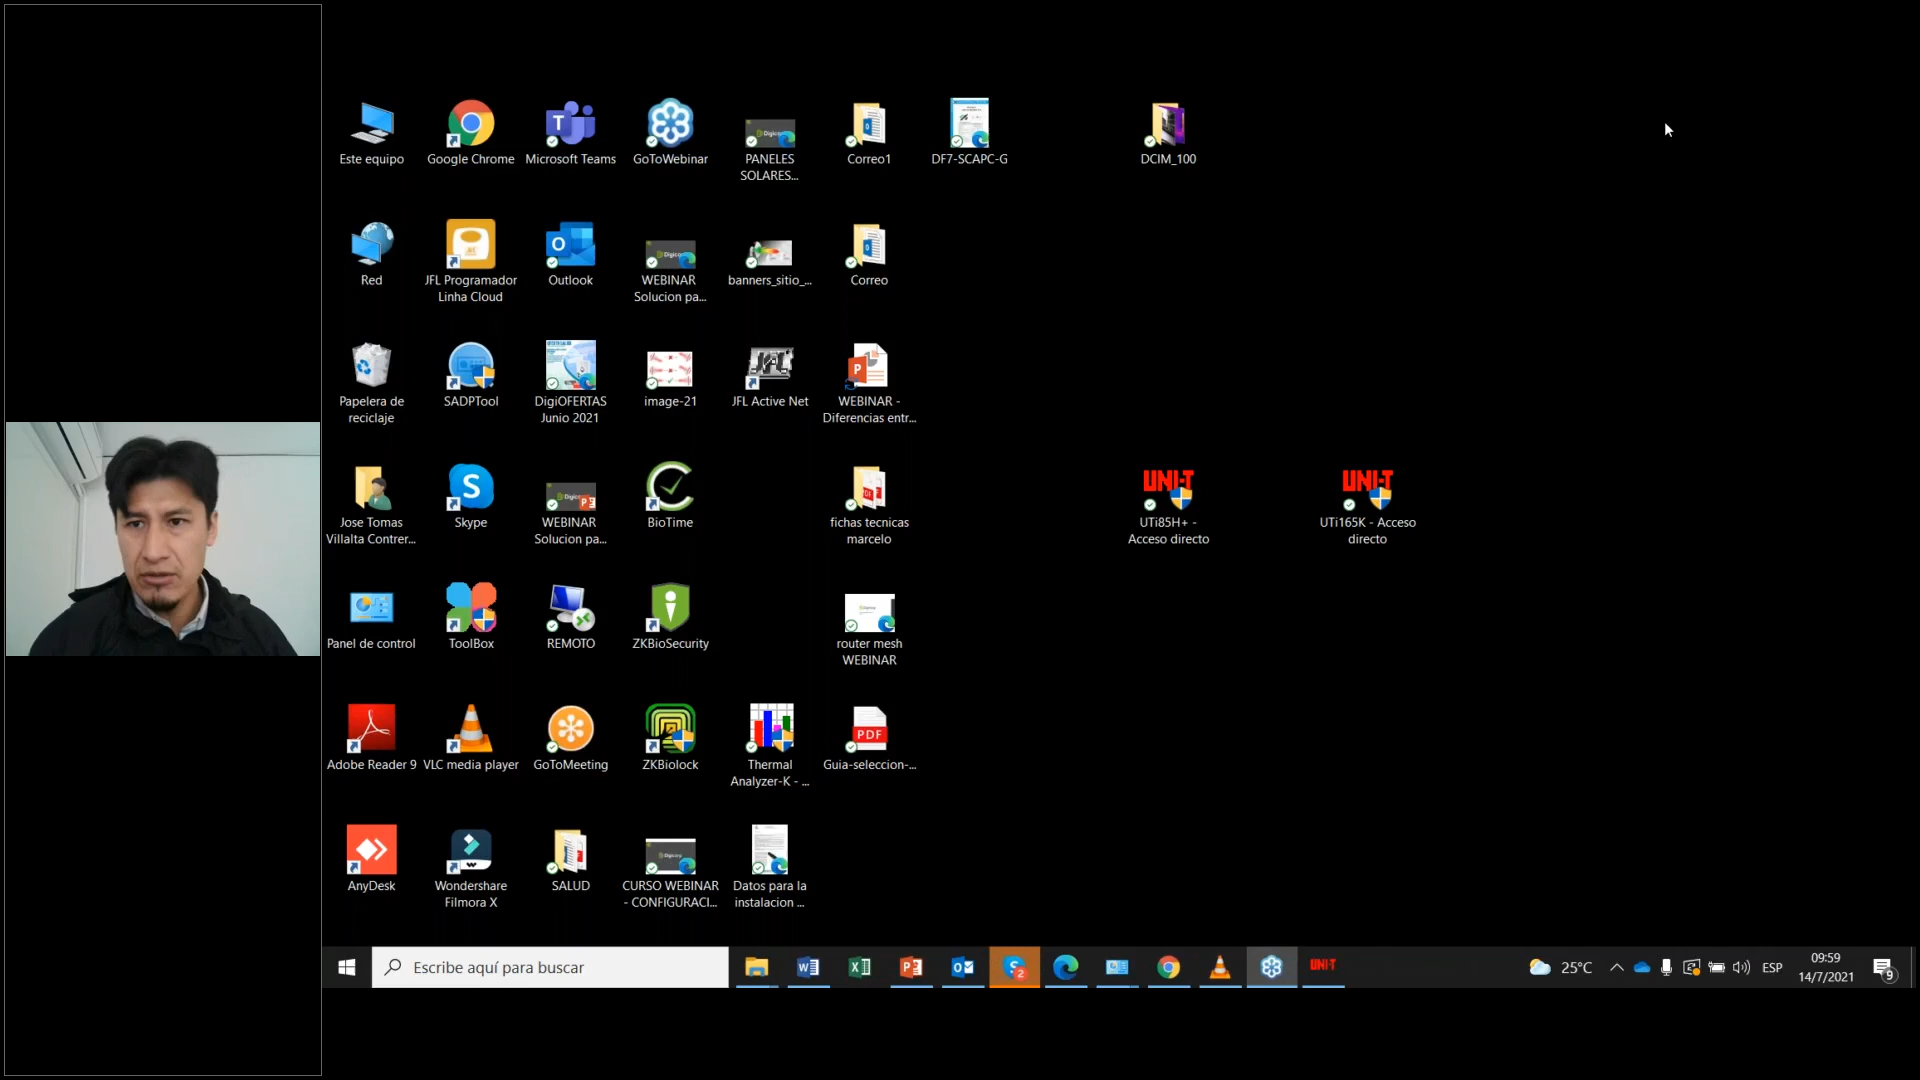 Este equipo
Google Chrome
Microsoft Teams
GoToWebinar
PANELES
SOLARES...
Correo1
DF7-SCAPC-G
DCIM_100
Red
JFL Programador
Linha Cloud
Outlook
WEBINAR
Solucion pa...
banners_sitio_...
Correo
Papelera de
reciclaje
SADPTool
DigiOFERTAS
Junio 2021
image-21
JFL Active Net
WEBINAR -
Diferencias entr...
Jose Tomas
Villalta Contrer...
Skype
WEBINAR
Solucion pa...
BioTime
fichas tecnicas
marcelo
UNI-T
UTi85H+ -
Acceso directo
UNI-T
UTi165K - Acceso
directo
Panel de control
ToolBox
REMOTO
ZKBioSecurity
router mesh
WEBINAR
Adobe Reader 9
VLC media player
GoToMeeting
ZKBiolock
Thermal
Analyzer-K - ...
PDF
Guia-seleccion-...
AnyDesk
Wondershare
Filmora X
SALUD
CURSO WEBINAR
- CONFIGURACI...
Datos para la
instalacion ...
Escribe aquí para buscar
UNI-T
25°C
ESP
09:59
14/7/2021
9